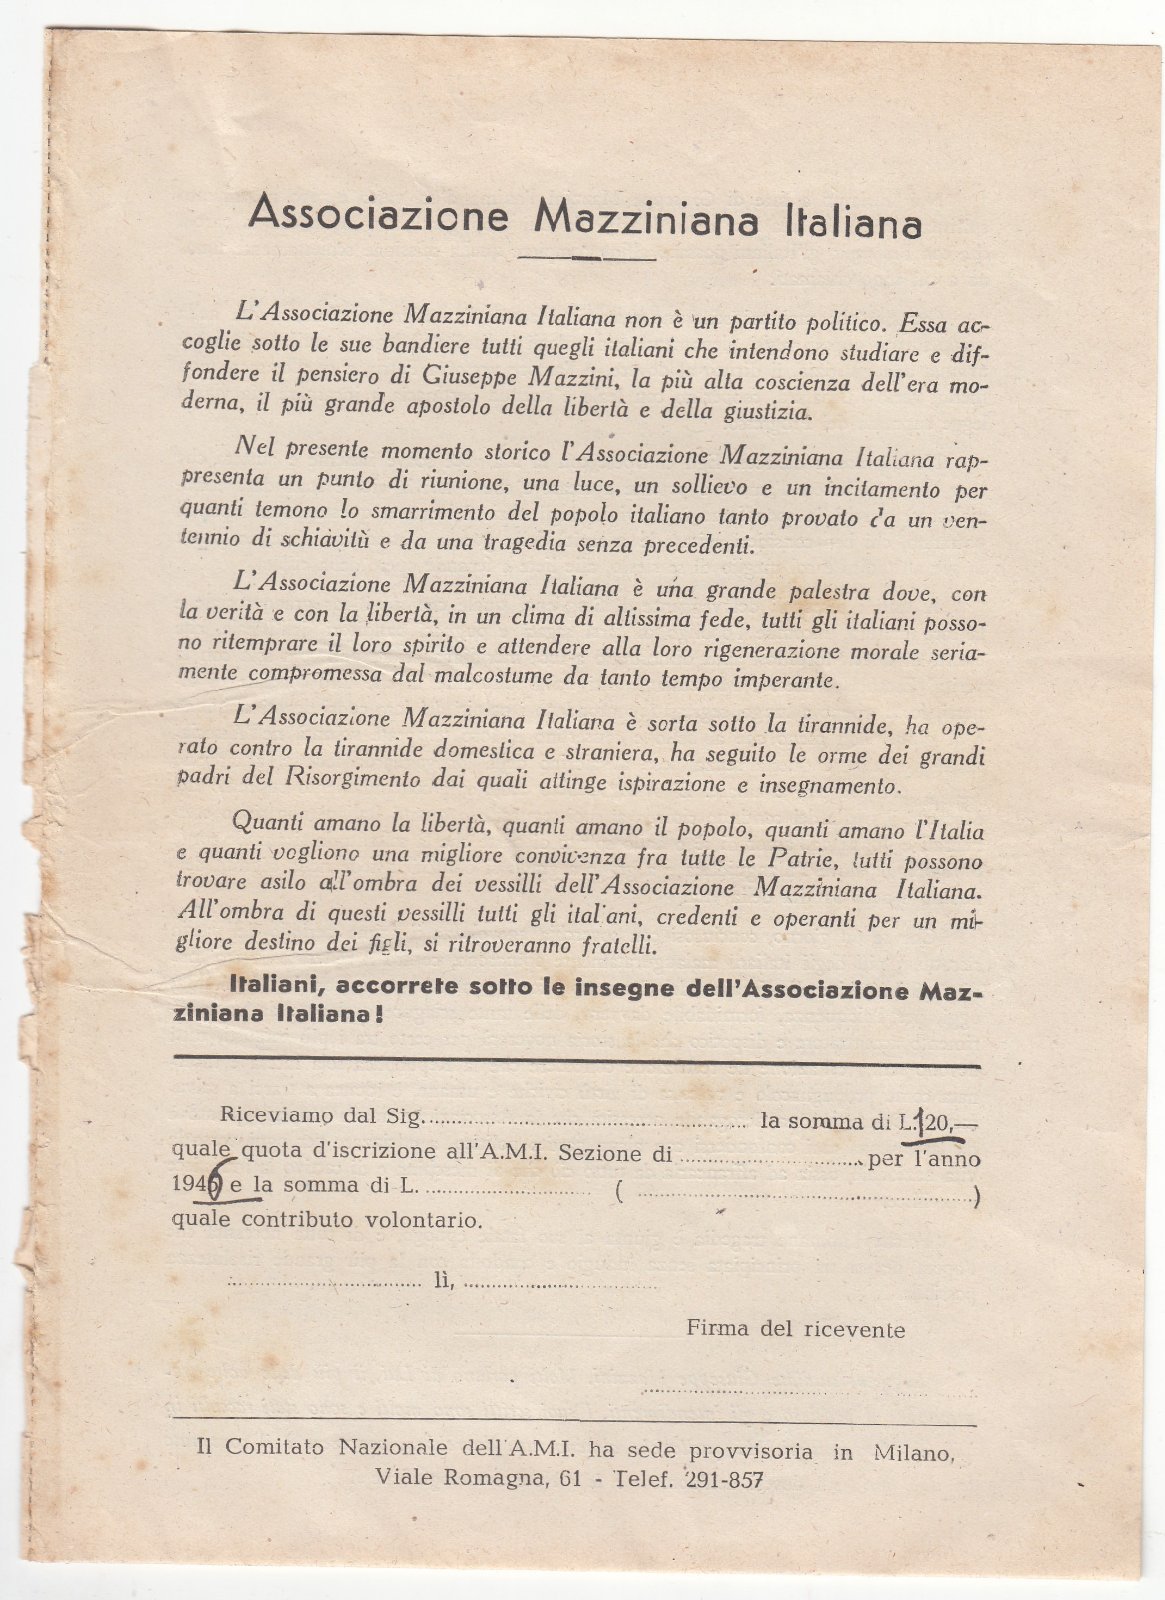 Associazione Mazziniana Italiana
L'Associazione Mazziniana Italiana non è un partito politico. Essa ac-
coglie sotto le sue bandiere tutti quegli italiani che intendono studiare e dif-
fondere il pensiero di Giuseppe Mazzini, la più alta coscienza dell'era mo-
derna, il più grande apostolo della libertà e della giustizia.
Nel presente momento storico l'Associazione Mazziniana Italiana rap-
presenta un punto di riunione, una luce, un sollievo e un incitamento per
quanti temono lo smarrimento del popolo italiano tanto provato da un ven-
tennio di schiavitù e da una tragedia senza precedenti.
L'Associazione Mazziniana Italiana è una grande palestra dove, con
la verità e con la libertà, in un clima di altissima fede, tutti gli italiani posso-
no ritemprare il loro spirito e attendere alla loro rigenerazione morale seria-
mente compromessa dal malcostume da tanto tempo imperante.
L'Associazione Mazziniana Italiana è sorta sotto la tirannide, ha ope-
rato contro la tirannide domestica e straniera, ha seguito le orme dei grandi
padri del Risorgimento dai quali attinge ispirazione e insegnamento.
Quanti amano la libertà, quanti amano il popolo, quanti amano l'Italia
e quanti vogliono una migliore convivenza fra tutte le Patrie, tutti possono
trovare asilo all'ombra dei vessilli dell'Associazione Mazziniana Italiana.
All'ombra di questi vessilli tutti gli italiani, credenti e operanti per un mi-
gliore destino dei figli, si ritroveranno fratelli.
Italiani, accorrete sotto le insegne dell'Associazione Maz-
ziniana Italiana!
Riceviamo dal Sig. ........................ la somma di L. 120,—
quale quota d'iscrizione all'A.M.I. Sezione di ........................ per l'anno
1946 e la somma di L. ........................ ( ........................ )
quale contributo volontario.
........................ lì, ........................
Firma del ricevente
........................
Il Comitato Nazionale dell'A.M.I. ha sede provvisoria in Milano,
Viale Romagna, 61 - Telef. 291-857